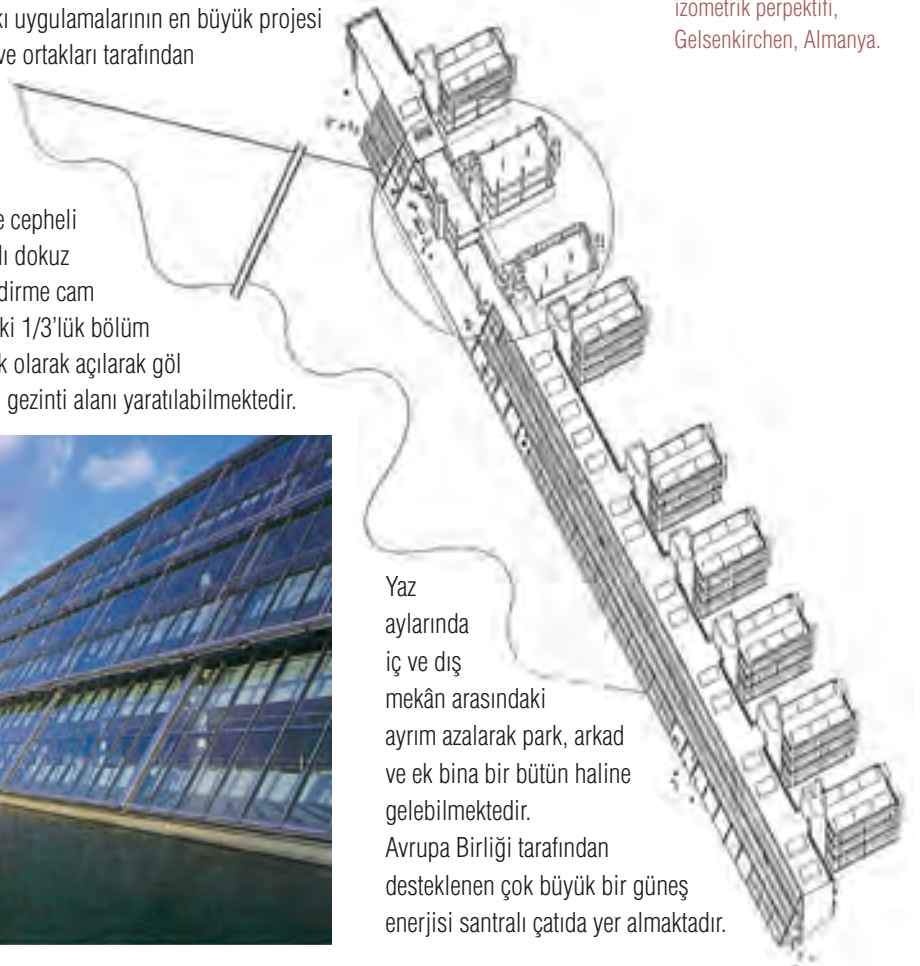 kı uygulamalarının en büyük projesi
ve ortakları tarafından
izometrik perpektifi,
Gelsenkirchen, Almanya.
e cepheli
lı dokuz
dirme cam
ki 1/3’lük bölüm
k olarak açılarak göl
gezinti alanı yaratılabilmektedir.
Yaz
aylarında
iç ve dış
mekân arasındaki
ayrım azalarak park, arkad
ve ek bina bir bütün haline
gelebilmektedir.
Avrupa Birliği tarafından
desteklenen çok büyük bir güneş
enerjisi santralı çatıda yer almaktadır.